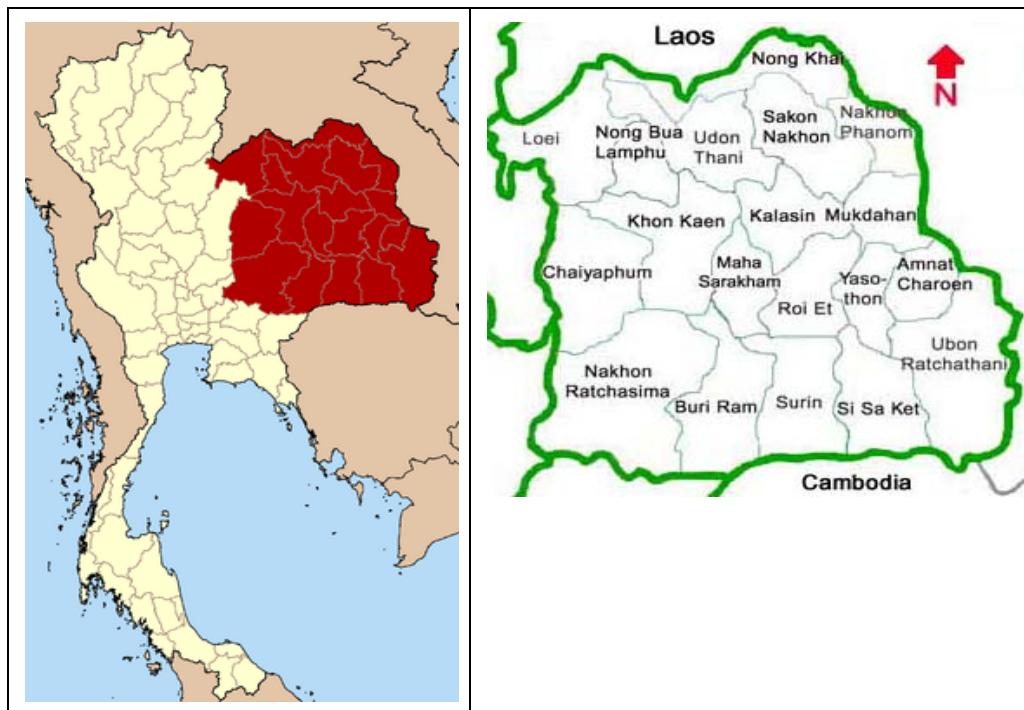 Laos
Nong Khai
N
Loei
Nong Bua
Lamphu
Udon
Thani
Sakon
Nakhon
Nakhon
Phanom
Khon Kaen
Kalasin
Mukdahan
Chaiyaphum
Maha
Sarakham
Roi Et
Yaso-
thon
Amnat
Charoen
Ubon
Ratchathani
Nakhon
Ratchasima
Buri Ram
Surin
Si Sa Ket
Cambodia